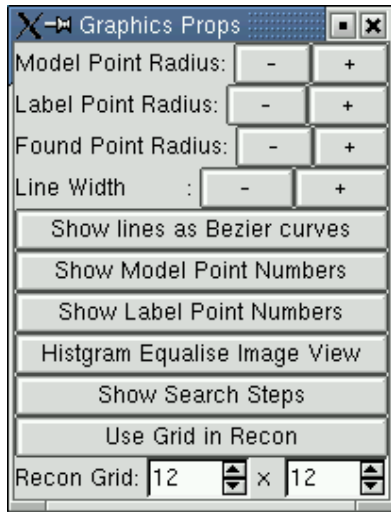 Graphics Props
Model Point Radius: - +
Label Point Radius: - +
Found Point Radius: - +
Line Width : - +
Show lines as Bezier curves
Show Model Point Numbers
Show Label Point Numbers
Histgram Equalise Image View
Show Search Steps
Use Grid in Recon
Recon Grid: 12 x 12